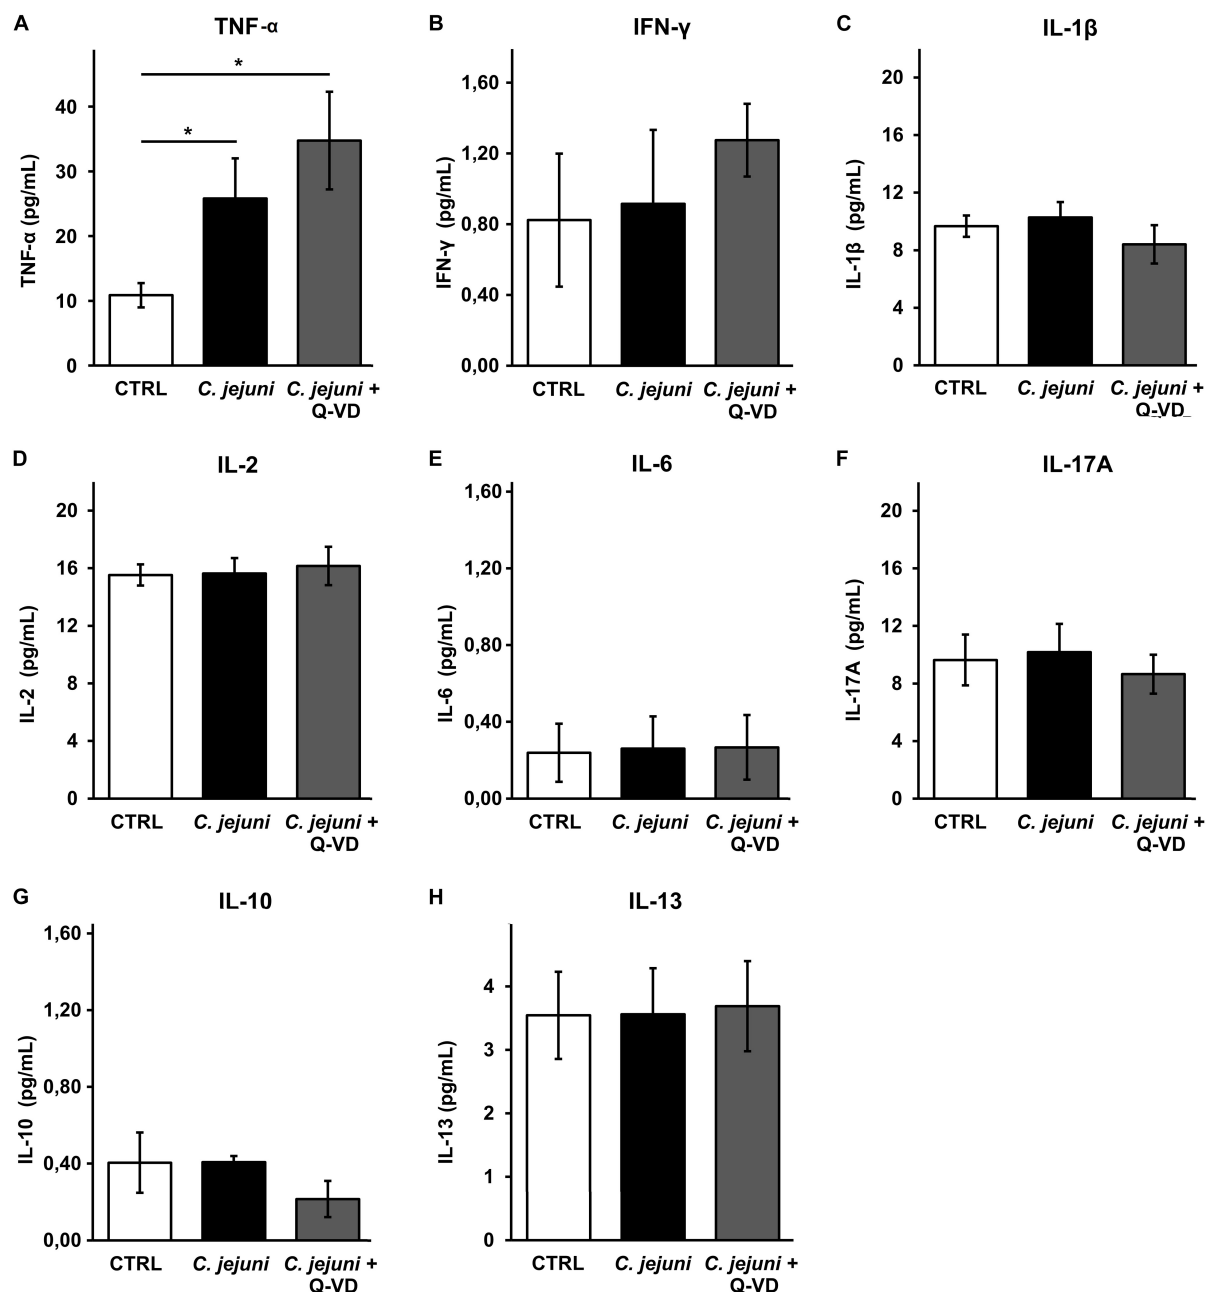 A
TNF-α
TNF-α (pg/mL)
40
30
20
10
0
*
*
CTRL
C. jejuni
C. jejuni +
Q-VD
B
IFN-γ
IFN-γ (pg/mL)
1,60
1,20
0,80
0,40
0,00
CTRL
C. jejuni
C. jejuni +
Q-VD
C
IL-1β
IL-1β (pg/mL)
20
16
12
8
4
0
CTRL
C. jejuni
C. jejuni +
Q-VD
D
IL-2
IL-2 (pg/mL)
20
16
12
8
4
0
CTRL
C. jejuni
C. jejuni +
Q-VD
E
IL-6
IL-6 (pg/mL)
1,60
1,20
0,80
0,40
0,00
CTRL
C. jejuni
C. jejuni +
Q-VD
F
IL-17A
IL-17A (pg/mL)
20
16
12
8
4
0
CTRL
C. jejuni
C. jejuni +
Q-VD
G
IL-10
IL-10 (pg/mL)
1,60
1,20
0,80
0,40
0,00
CTRL
C. jejuni
C. jejuni +
Q-VD
H
IL-13
IL-13 (pg/mL)
4
3
2
1
0
CTRL
C. jejuni
C. jejuni +
Q-VD